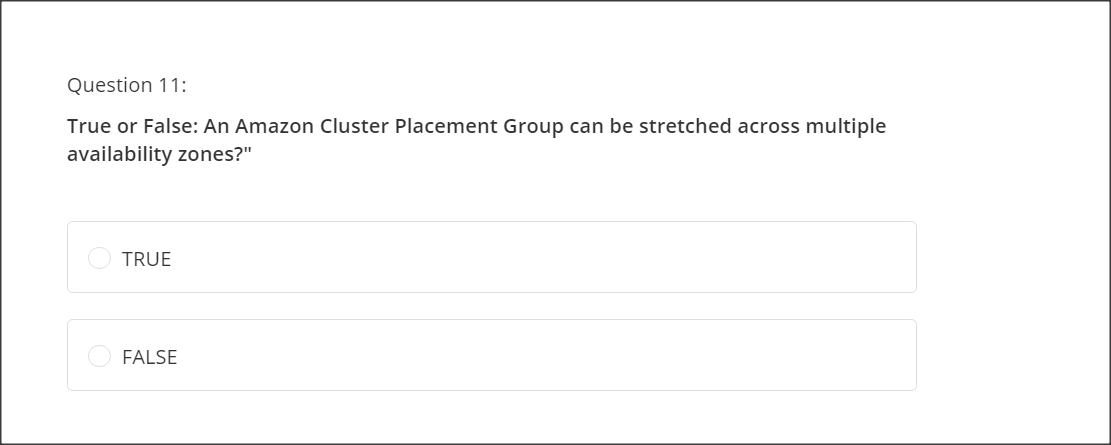 Question 11:
True or False: An Amazon Cluster Placement Group can be stretched across multiple
availability zones?"
TRUE
FALSE